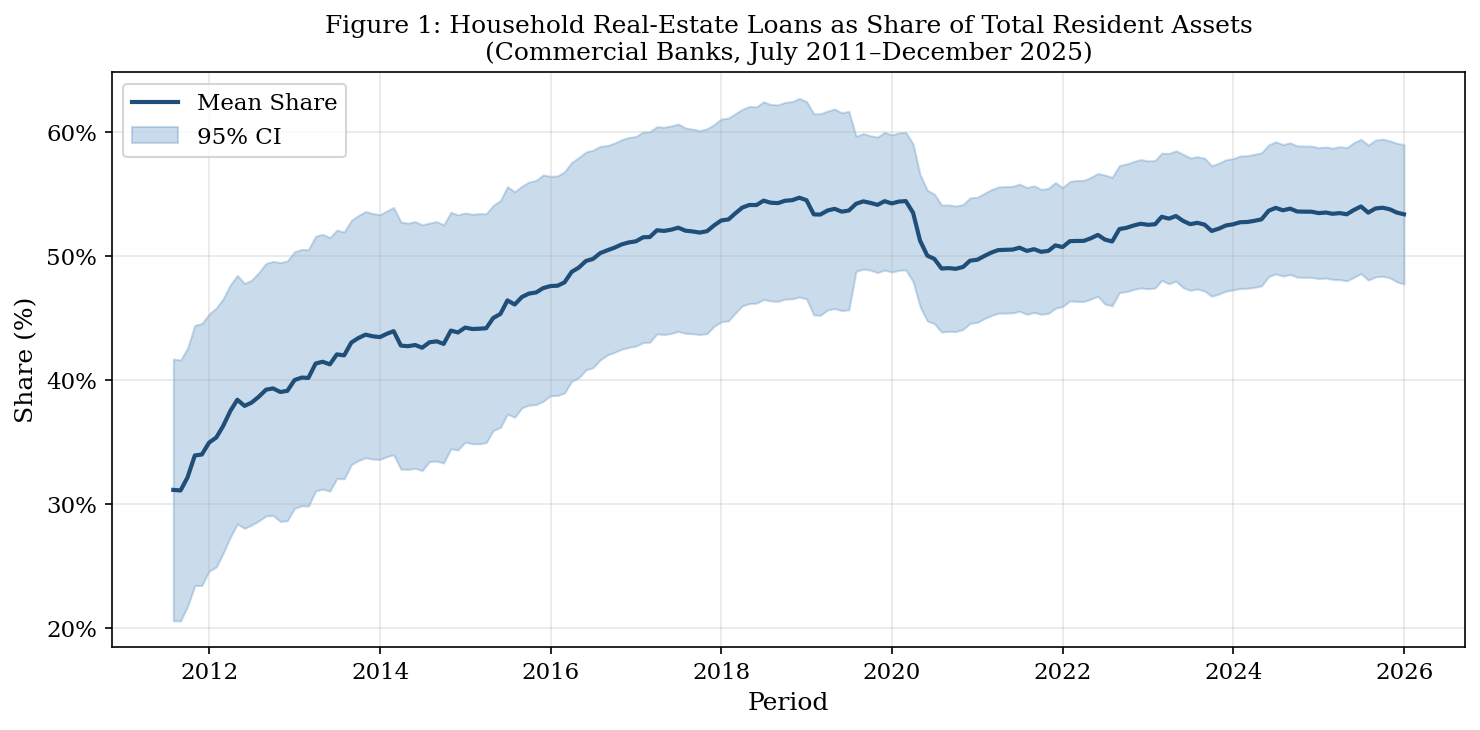 Figure 1: Household Real-Estate Loans as Share of Total Resident Assets
(Commercial Banks, July 2011–December 2025)
Mean Share
95% CI
Share (%)
60%
50%
40%
30%
20%
2012 2014 2016 2018 2020 2022 2024 2026
Period